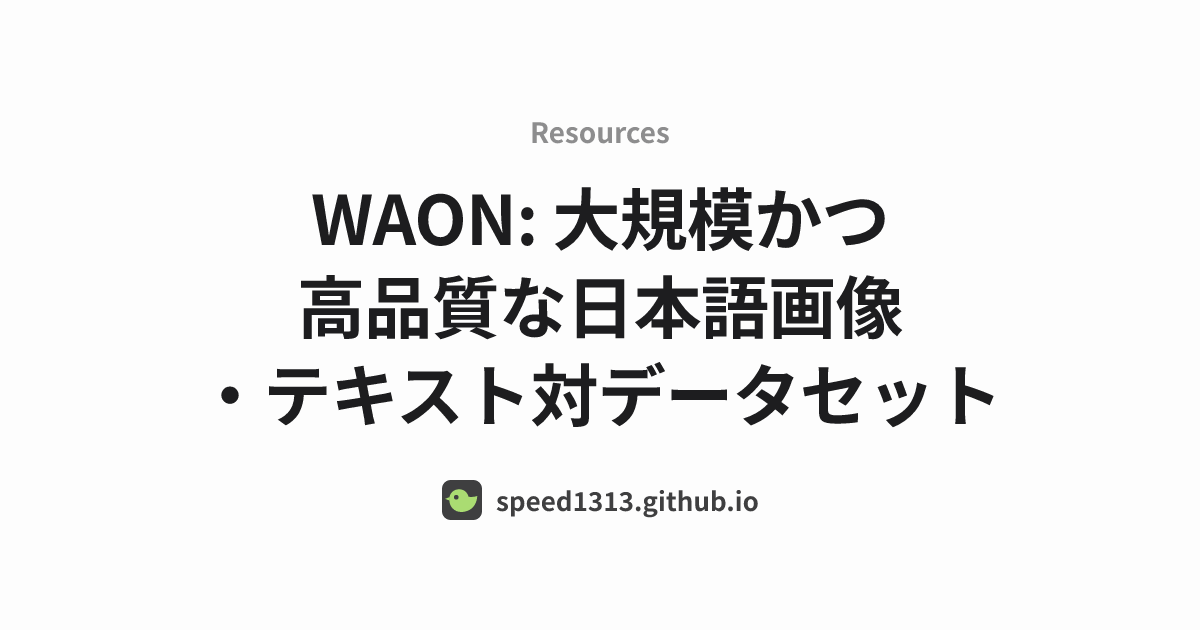 Resources
WAON: 大規模かつ
高品質な日本語画像
・テキスト対データセット
speed1313.github.io